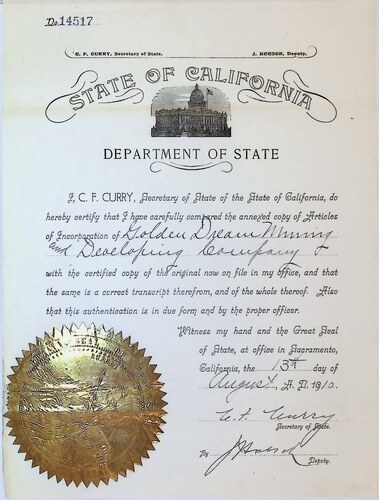 No. 14517
C. F. CURRY, Secretary of State. J. HOESCH, Deputy.
STATE OF CALIFORNIA
DEPARTMENT OF STATE
I, C. F. CURRY, Secretary of State of the State of California, do
hereby certify that I have carefully compared the annexed copy of Articles
of Incorporation of Golden Dream Mining
and Developing Company
with the certified copy of the original now on file in my office, and that
the same is a correct transcript therefrom, and of the whole thereof. Also
that this authentication is in due form and by the proper officer.
Witness my hand and the Great Seal
of State, at office in Sacramento,
California, the 13th day of
August, A. D. 1910.
C. F. Curry
Secretary of State.
By J. Hoesch
Deputy.